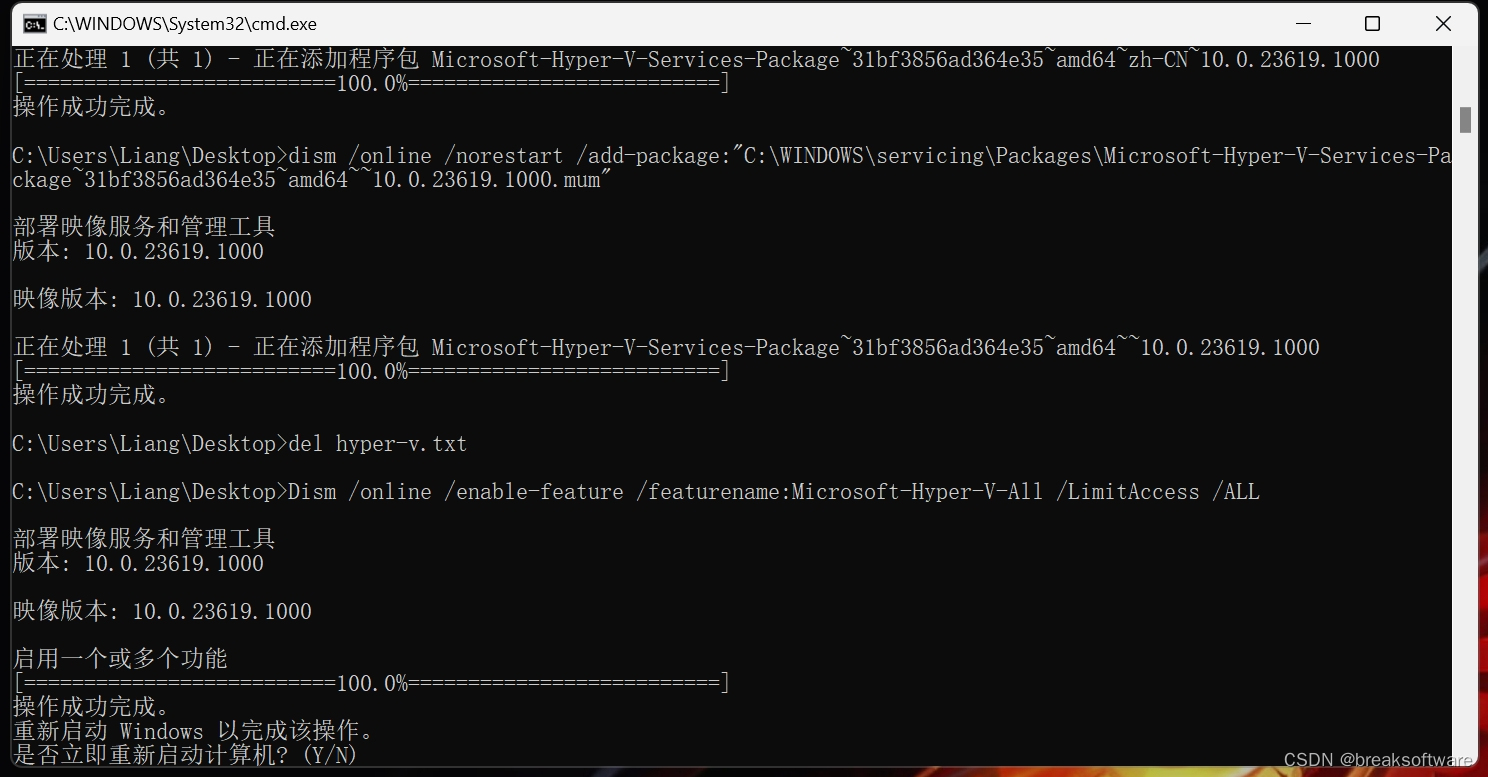 C:\WINDOWS\System32\cmd.exe
正在处理 1 (共 1) - 正在添加程序包 Microsoft-Hyper-V-Services-Package~31bf3856ad364e35~amd64~zh-CN~10.0.23619.1000
[==========================100.0%==========================]
操作成功完成。
C:\Users\Liang\Desktop>dism /online /norestart /add-package:"C:\WINDOWS\servicing\Packages\Microsoft-Hyper-V-Services-Pa
ckage~31bf3856ad364e35~amd64~~10.0.23619.1000.mum"
部署映像服务和管理工具
版本: 10.0.23619.1000
映像版本: 10.0.23619.1000
正在处理 1 (共 1) - 正在添加程序包 Microsoft-Hyper-V-Services-Package~31bf3856ad364e35~amd64~~10.0.23619.1000
[==========================100.0%==========================]
操作成功完成。
C:\Users\Liang\Desktop>del hyper-v.txt
C:\Users\Liang\Desktop>Dism /online /enable-feature /featurename:Microsoft-Hyper-V-All /LimitAccess /ALL
部署映像服务和管理工具
版本: 10.0.23619.1000
映像版本: 10.0.23619.1000
启用一个或多个功能
[==========================100.0%==========================]
操作成功完成。
重新启动 Windows 以完成该操作。
是否立即重新启动计算机? (Y/N)
CSDN @breaksoftware